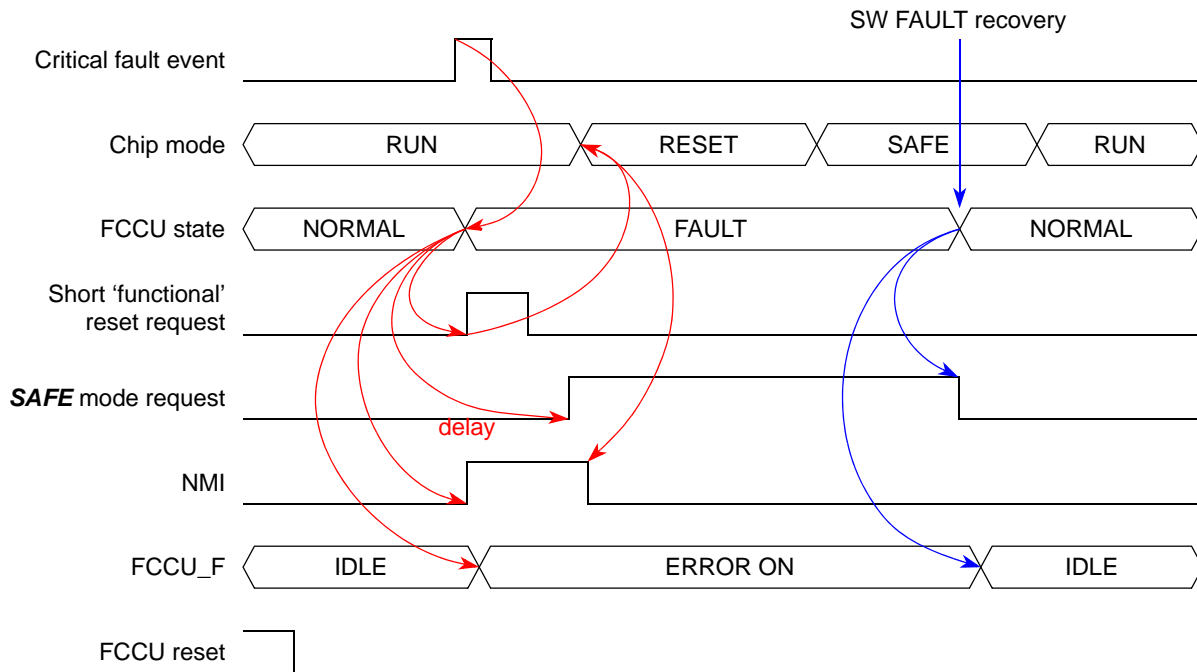 SW FAULT recovery
Critical fault event
Chip mode
RUN
RESET
SAFE
RUN
FCCU state
NORMAL
FAULT
NORMAL
Short ‘functional’
reset request
SAFE mode request
delay
NMI
FCCU_F
IDLE
ERROR ON
IDLE
FCCU reset